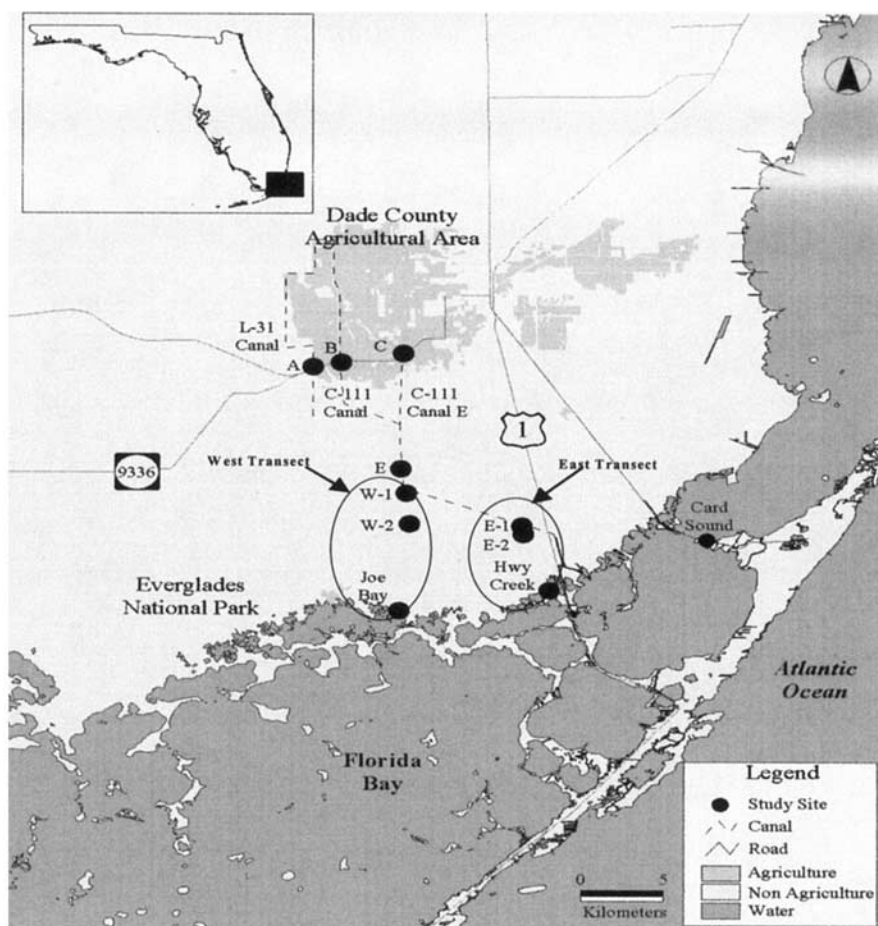 Dade County
Agricultural Area
L-31
Canal
A
B
C
C-111
Canal
C-111
Canal E
1
9336
West Transect
E
East Transect
W-1
W-2
E-1
E-2
Card
Sound
Hwy
Creek
Joe
Bay
Everglades
National Park
Atlantic
Ocean
Florida
Bay
Legend
Study Site
Canal
Road
Agriculture
Non Agriculture
Water
0 5
Kilometers